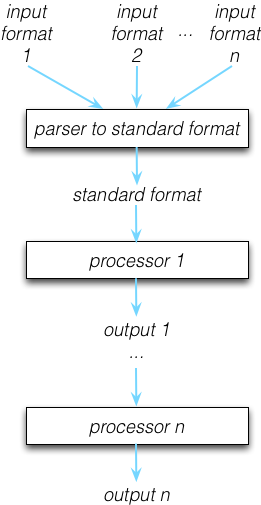 input input input
format format ... format
1 2 n
parser to standard format
standard format
processor 1
output 1
...
processor n
output n